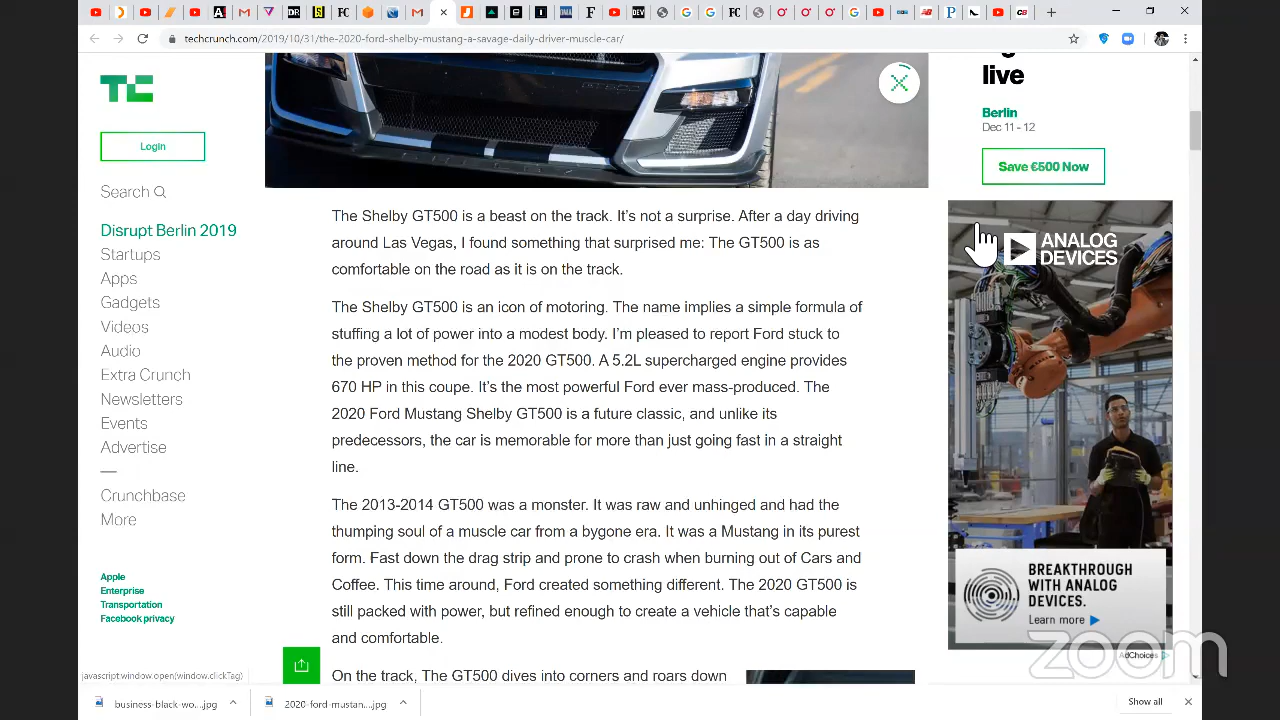 techcrunch.com/2019/10/31/the-2020-ford-shelby-mustang-a-savage-daily-driver-muscle-car/
TC
Login
Search
Disrupt Berlin 2019
Startups
Apps
Gadgets
Videos
Audio
Extra Crunch
Newsletters
Events
Advertise
—
Crunchbase
More
Apple
Enterprise
Transportation
Facebook privacy
The Shelby GT500 is a beast on the track. It's not a surprise. After a day driving
around Las Vegas, I found something that surprised me: The GT500 is as
comfortable on the road as it is on the track.
The Shelby GT500 is an icon of motoring. The name implies a simple formula of
stuffing a lot of power into a modest body. I'm pleased to report Ford stuck to
the proven method for the 2020 GT500. A 5.2L supercharged engine provides
670 HP in this coupe. It's the most powerful Ford ever mass-produced. The
2020 Ford Mustang Shelby GT500 is a future classic, and unlike its
predecessors, the car is memorable for more than just going fast in a straight
line.
The 2013-2014 GT500 was a monster. It was raw and unhinged and had the
thumping soul of a muscle car from a bygone era. It was a Mustang in its purest
form. Fast down the drag strip and prone to crash when burning out of Cars and
Coffee. This time around, Ford created something different. The 2020 GT500 is
still packed with power, but refined enough to create a vehicle that's capable
and comfortable.
On the track, The GT500 dives into corners and roars down
live
Berlin
Dec 11 - 12
Save €500 Now
ANALOG
DEVICES
BREAKTHROUGH
WITH ANALOG
DEVICES.
Learn more
AdChoices
zoom
javascript:window.open(window.clickTag)
business-black-wo....jpg
2020-ford-mustan....jpg
Show all